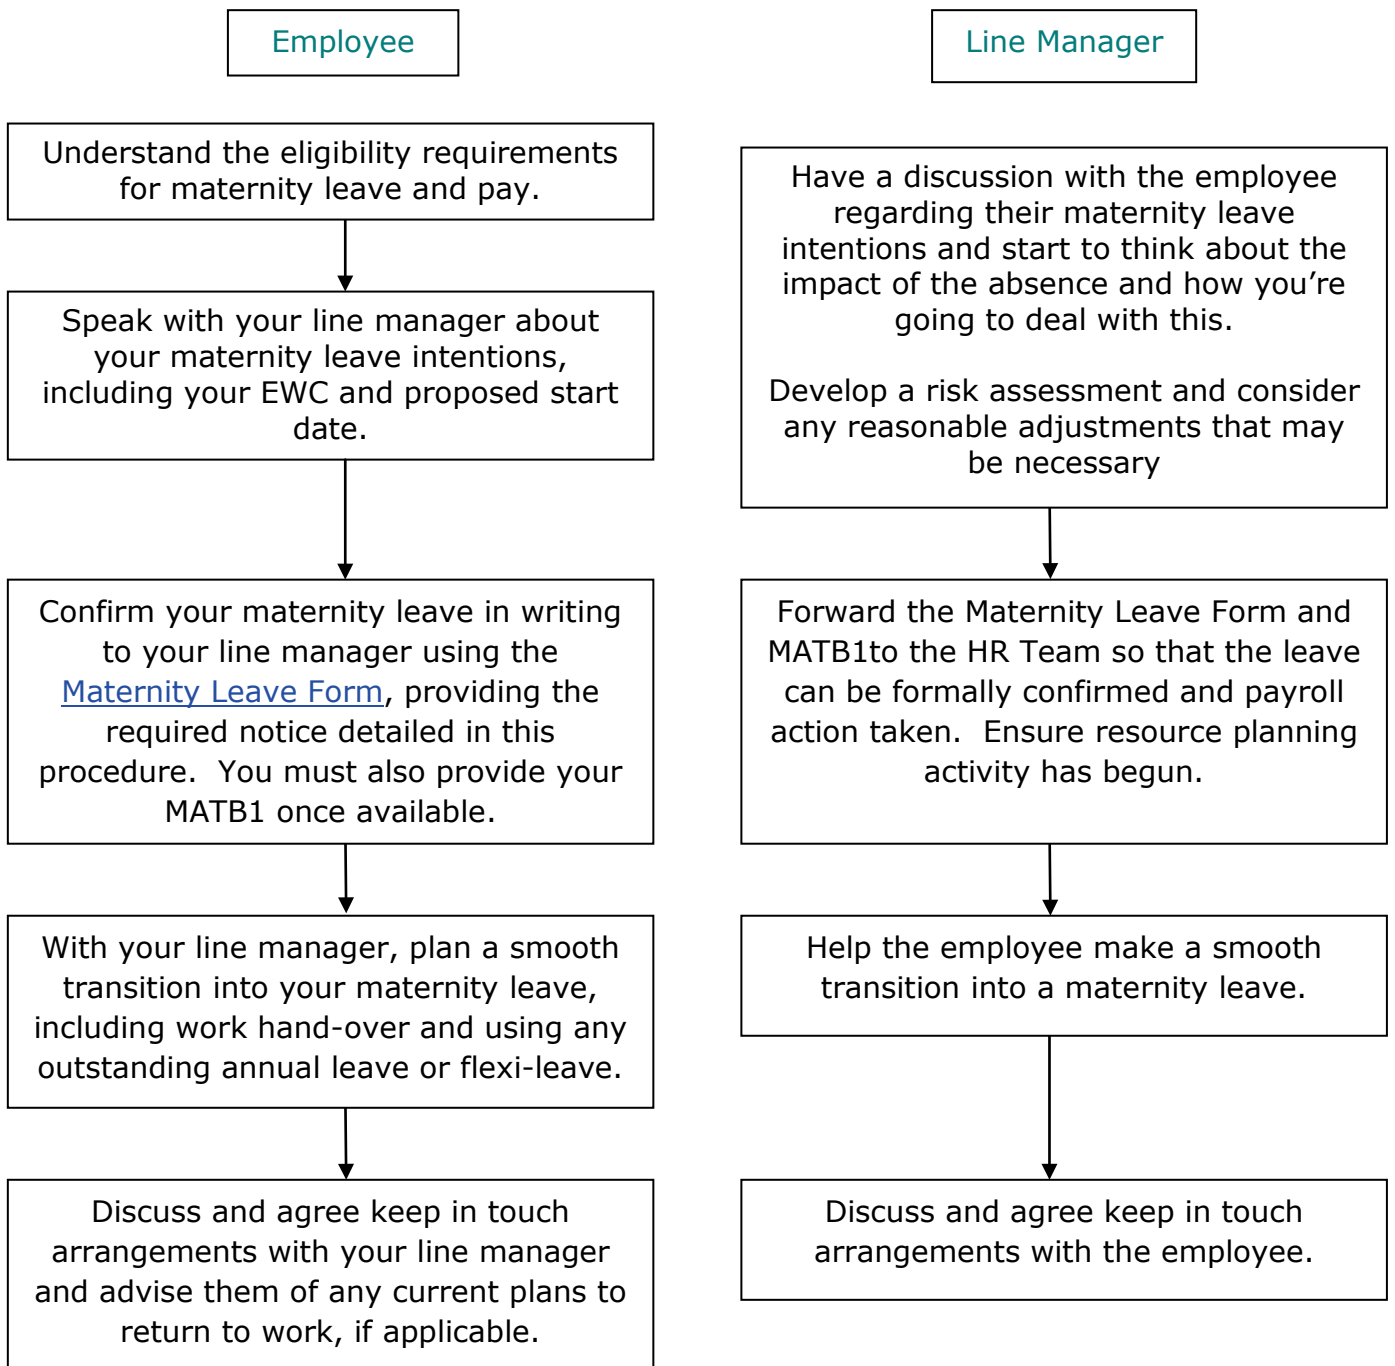 Employee
Understand the eligibility requirements
for maternity leave and pay.
Speak with your line manager about
your maternity leave intentions,
including your EWC and proposed start
date.
Confirm your maternity leave in writing
to your line manager using the
Maternity Leave Form, providing the
required notice detailed in this
procedure.  You must also provide your
MATB1 once available.
With your line manager, plan a smooth
transition into your maternity leave,
including work hand-over and using any
outstanding annual leave or flexi-leave.
Discuss and agree keep in touch
arrangements with your line manager
and advise them of any current plans to
return to work, if applicable.
Line Manager
Have a discussion with the employee
regarding their maternity leave
intentions and start to think about the
impact of the absence and how you’re
going to deal with this.
Develop a risk assessment and consider
any reasonable adjustments that may
be necessary
Forward the Maternity Leave Form and
MATB1to the HR Team so that the leave
can be formally confirmed and payroll
action taken.  Ensure resource planning
activity has begun.
Help the employee make a smooth
transition into a maternity leave.
Discuss and agree keep in touch
arrangements with the employee.